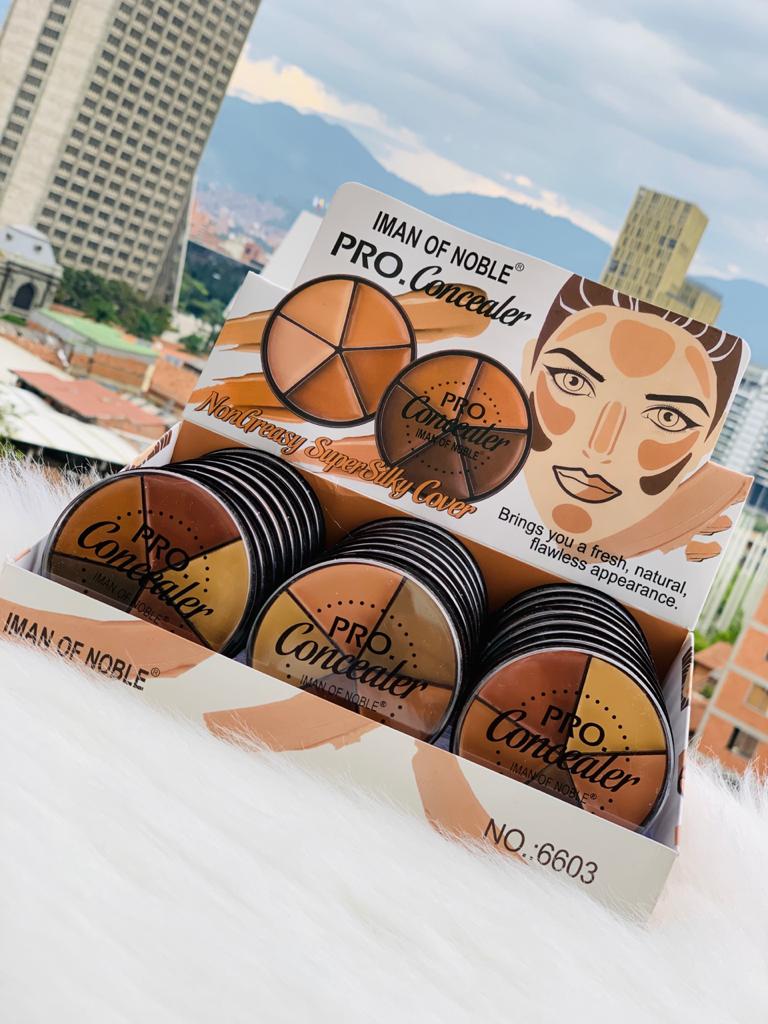 IMAN OF NOBLE®
PRO. Concealer
PRO
Concealer
IMAN OF NOBLE®
NonGreasy SuperSilky Cover
Brings you a fresh, natural,
flawless appearance.
PRO.
Concealer
IMAN OF NOBLE®
PRO.
Concealer
IMAN OF NOBLE®
PRO.
Concealer
IMAN OF NOBLE®
IMAN OF NOBLE®
NO.:6603